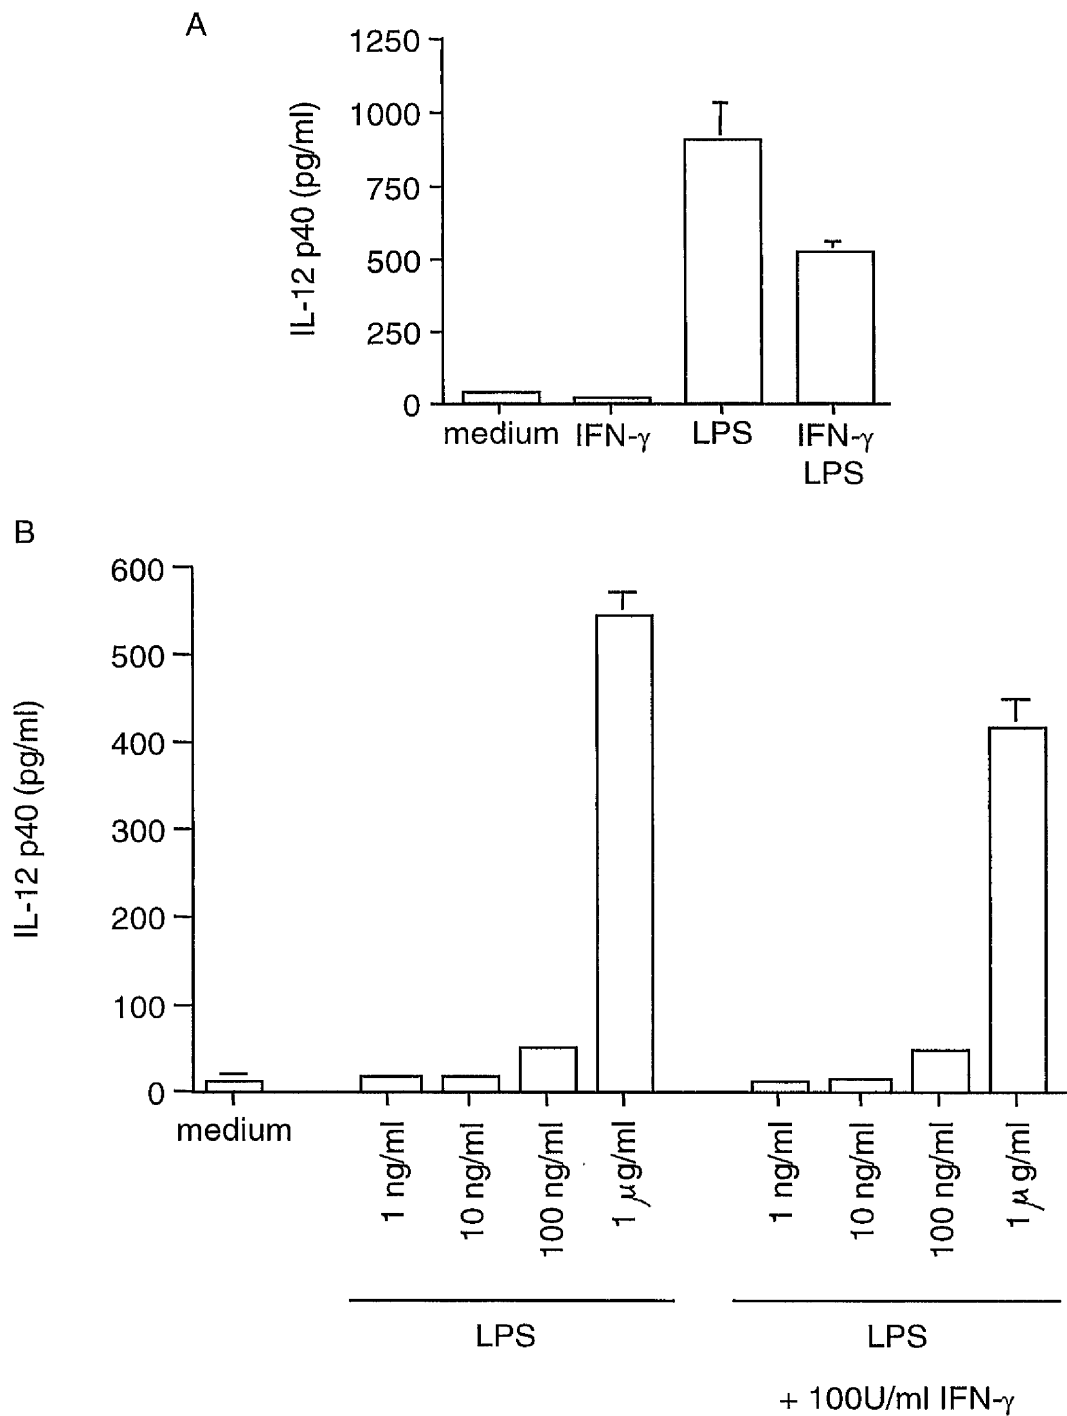 A
1250
1000
750
500
250
0
IL-12 p40 (pg/ml)
medium IFN-γ LPS IFN-γ
LPS
B
600
500
400
300
200
100
0
IL-12 p40 (pg/ml)
medium
1 ng/ml
10 ng/ml
100 ng/ml
1 μg/ml
1 ng/ml
10 ng/ml
100 ng/ml
1 μg/ml
LPS
LPS
+ 100U/ml IFN-γ